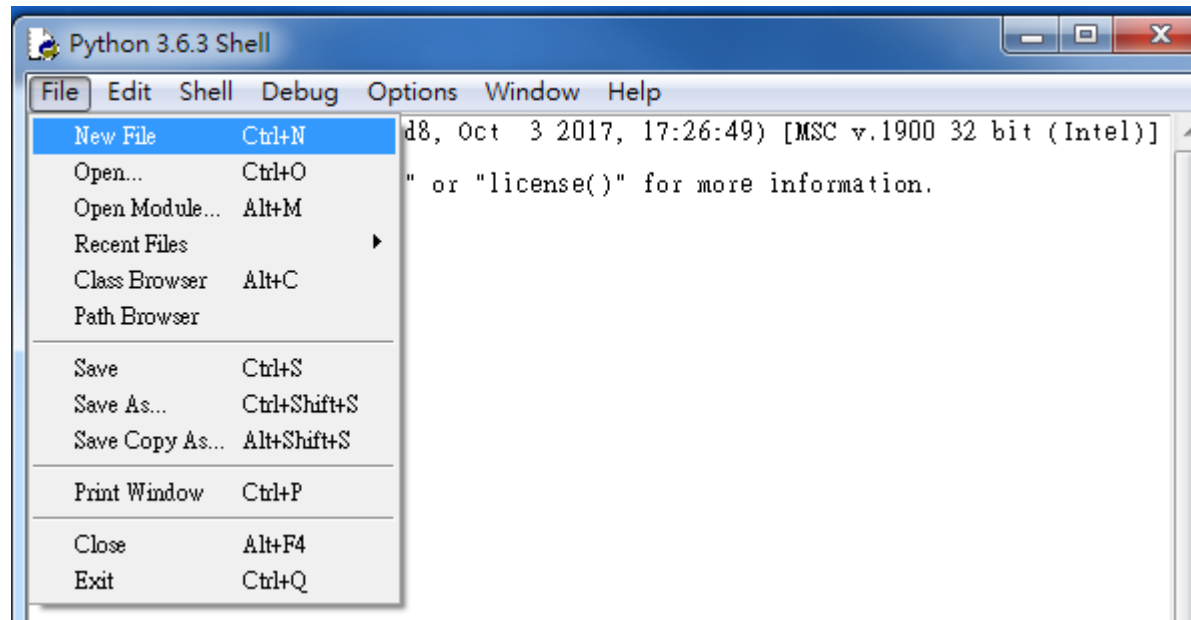 Python 3.6.3 Shell
File Edit Shell Debug Options Window Help
New File Ctrl+N
d8, Oct 3 2017, 17:26:49) [MSC v.1900 32 bit (Intel)]
Open... Ctrl+O
" or "license()" for more information.
Open Module... Alt+M
Recent Files
Class Browser Alt+C
Path Browser
Save Ctrl+S
Save As... Ctrl+Shift+S
Save Copy As... Alt+Shift+S
Print Window Ctrl+P
Close Alt+F4
Exit Ctrl+Q